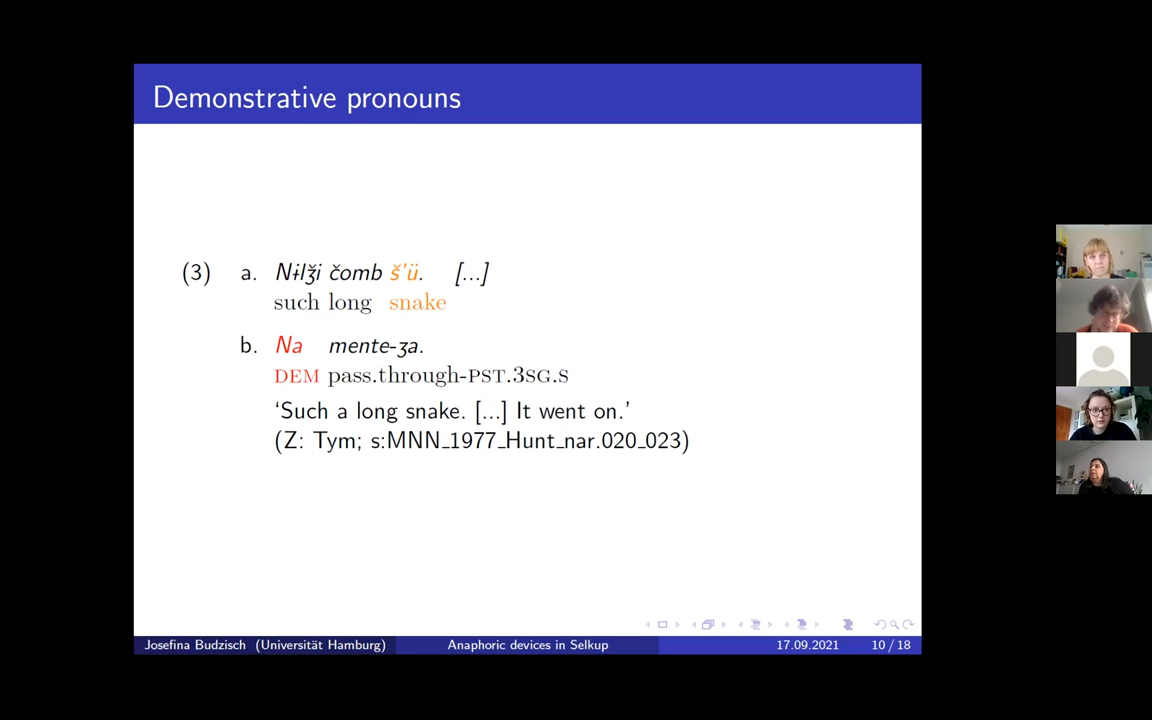 Demonstrative pronouns
(3) a. Nɨlǯi čomb š'ü. [...]
such long snake
b. Na mente-ʒa.
DEM pass.through-PST.3SG.S
‘Such a long snake. [...] It went on.’
(Z: Tym; s:MNN_1977_Hunt_nar.020_023)
Josefina Budzisch (Universität Hamburg) Anaphoric devices in Selkup 17.09.2021 10 / 18